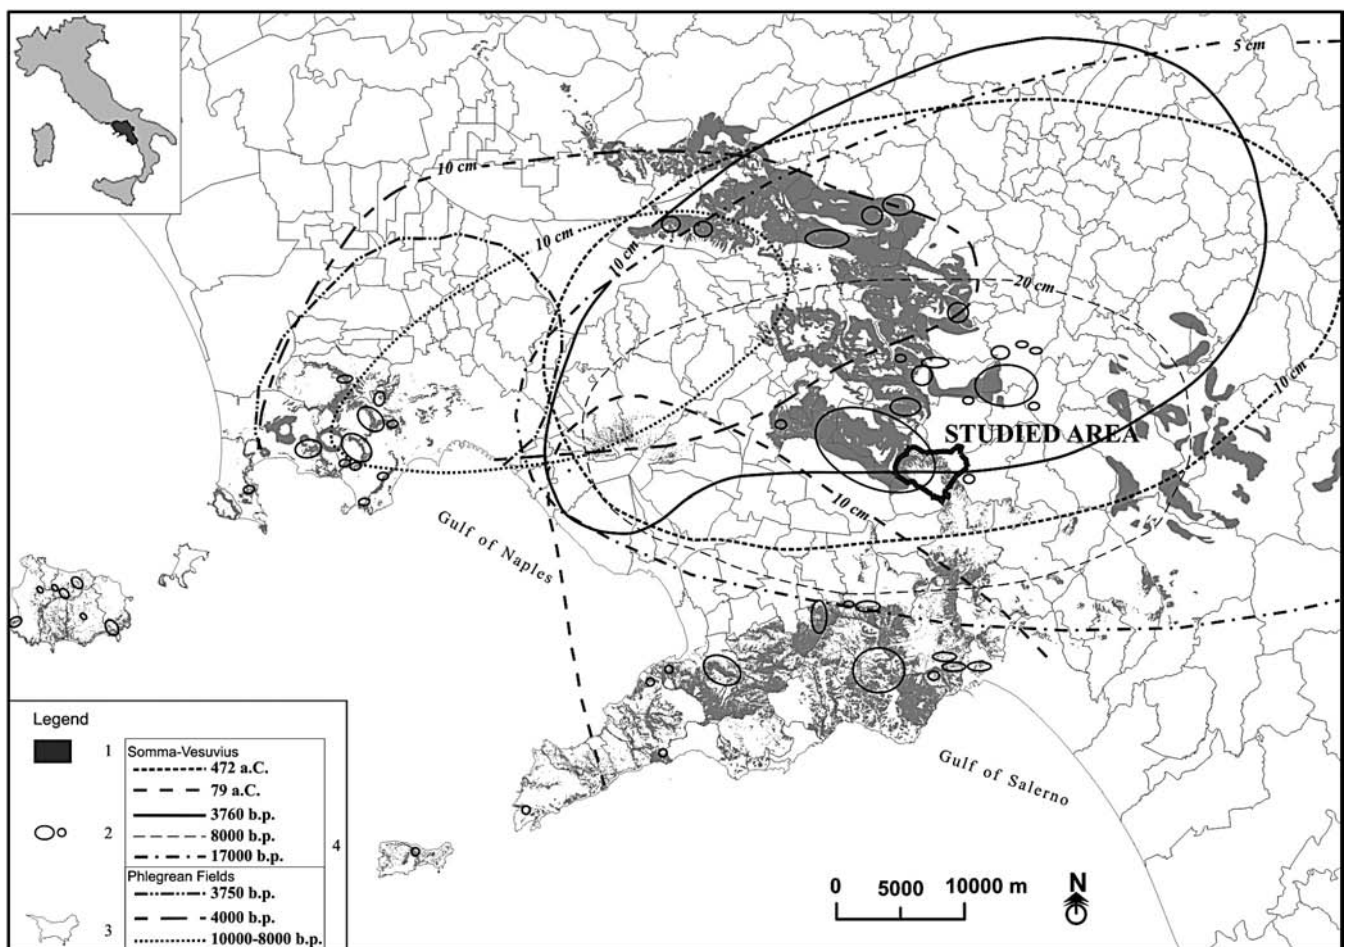 5 cm
10 cm
10 cm
10 cm
20 cm
10 cm
STUDIED AREA
10 cm
Gulf of Naples
Gulf of Salerno
Legend
1
Somma-Vesuvius
472 a.C.
79 a.C.
3760 b.p.
2
8000 b.p.
4
17000 b.p.
Phlegrean Fields
3750 b.p.
4000 b.p.
3
10000-8000 b.p.
0 5000 10000 m
N